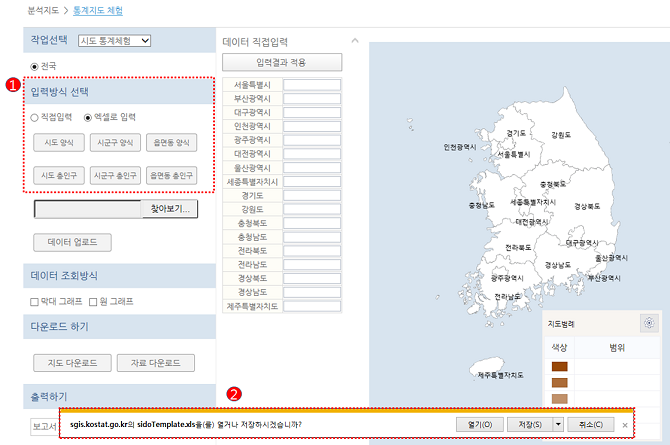 분석지도 > 통계지도 체험
작업선택 시도 통계체험
전국
1
입력방식 선택
직접입력 엑셀로 입력
시도 양식 시군구 양식 읍면동 양식
시도 총인구 시군구 총인구 읍면동 총인구
찾아보기...
데이터 업로드
데이터 조회방식
막대 그래프 원 그래프
다운로드 하기
지도 다운로드 자료 다운로드
출력하기
보고서
데이터 직접입력
입력결과 적용
서울특별시
부산광역시
대구광역시
인천광역시
광주광역시
대전광역시
울산광역시
세종특별자치시
경기도
강원도
충청북도
충청남도
전라북도
전라남도
경상북도
경상남도
제주특별자치도
경기도
강원도
인천광역시
서울특별시
충청북도
충청남도
세종특별자치시
경상북도
대전광역시
전라북도
대구광역시
울산광역시
경상남도
광주광역시
부산광역시
전라남도
제주특별자치도
지도범례
색상 범위
2
sgis.kostat.go.kr의 sidoTemplate.xls을(를) 열거나 저장하시겠습니까?
열기(O) 저장(S) 취소(C) ×